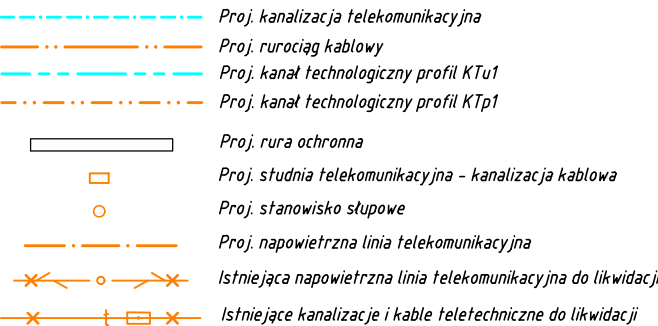 Proj. kanalizacja telekomunikacyjna
Proj. rurociąg kablowy
Proj. kanał technologiczny profil KTu1
Proj. kanał technologiczny profil KTp1
Proj. rura ochronna
Proj. studnia telekomunikacyjna - kanalizacja kablowa
Proj. stanowisko słupowe
Proj. napowietrzna linia telekomunikacyjna
Istniejąca napowietrzna linia telekomunikacyjna do likwidacji
t Istniejące kanalizacje i kable teletechniczne do likwidacji